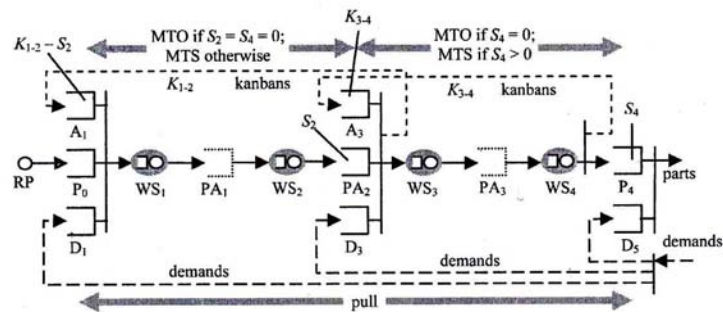 MTO if S2 = S4 = 0;
MTS otherwise
K3-4
MTO if S4 = 0;
MTS if S4 > 0
K1-2 – S2
K1-2 kanbans
K3-4 kanbans
A1
A3
S2
S4
RP
P0
WS1
PA1
WS2
PA2
WS3
PA3
WS4
P4
parts
D1
D3
D5
demands
demands
demands
pull